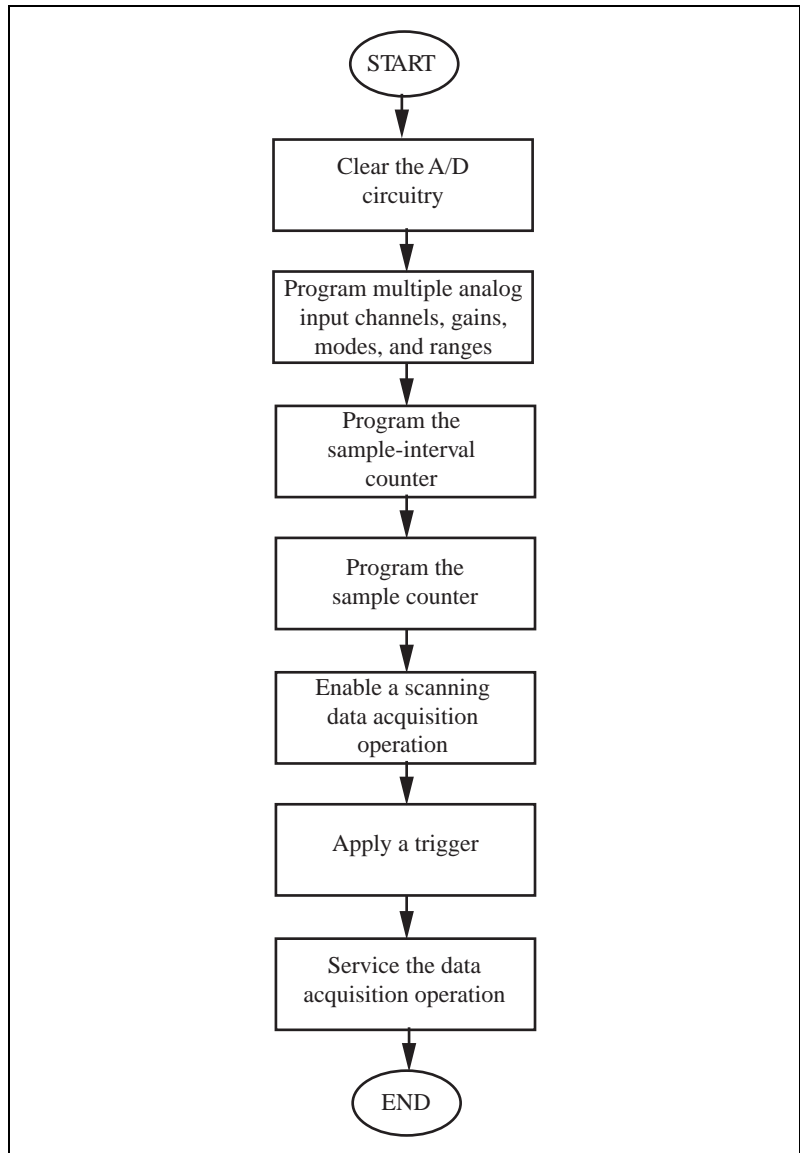 START
Clear the A/D
circuitry
Program multiple analog
input channels, gains,
modes, and ranges
Program the
sample-interval
counter
Program the
sample counter
Enable a scanning
data acquisition
operation
Apply a trigger
Service the data
acquisition operation
END